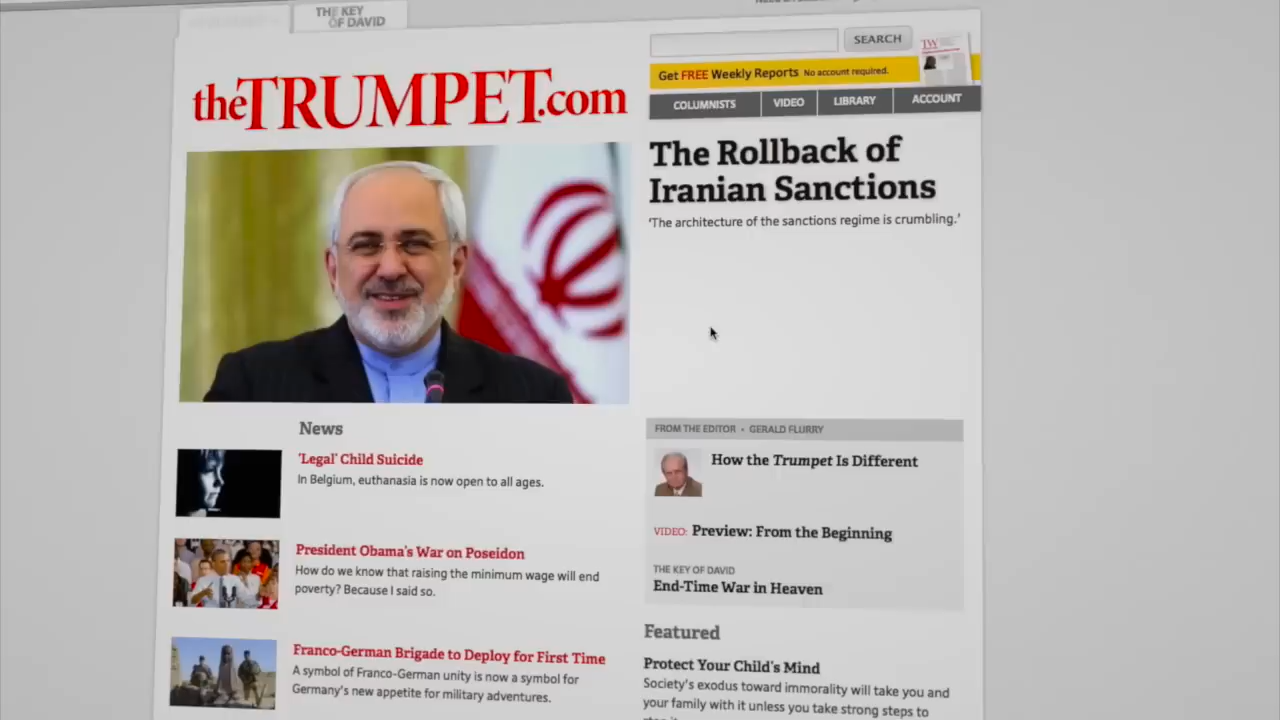 THE KEY
OF DAVID
SEARCH
theTRUMPET.com
Get FREE Weekly Reports No account required.
TW
COLUMNISTS
VIDEO
LIBRARY
ACCOUNT
The Rollback of
Iranian Sanctions
‘The architecture of the sanctions regime is crumbling.’
News
‘Legal’ Child Suicide
In Belgium, euthanasia is now open to all ages.
President Obama's War on Poseidon
How do we know that raising the minimum wage will end
poverty? Because I said so.
Franco-German Brigade to Deploy for First Time
A symbol of Franco-German unity is now a symbol for
Germany's new appetite for military adventures.
FROM THE EDITOR • GERALD FLURRY
How the Trumpet Is Different
VIDEO: Preview: From the Beginning
THE KEY OF DAVID
End-Time War in Heaven
Featured
Protect Your Child's Mind
Society's exodus toward immorality will take you and
your family with it unless you take strong steps to